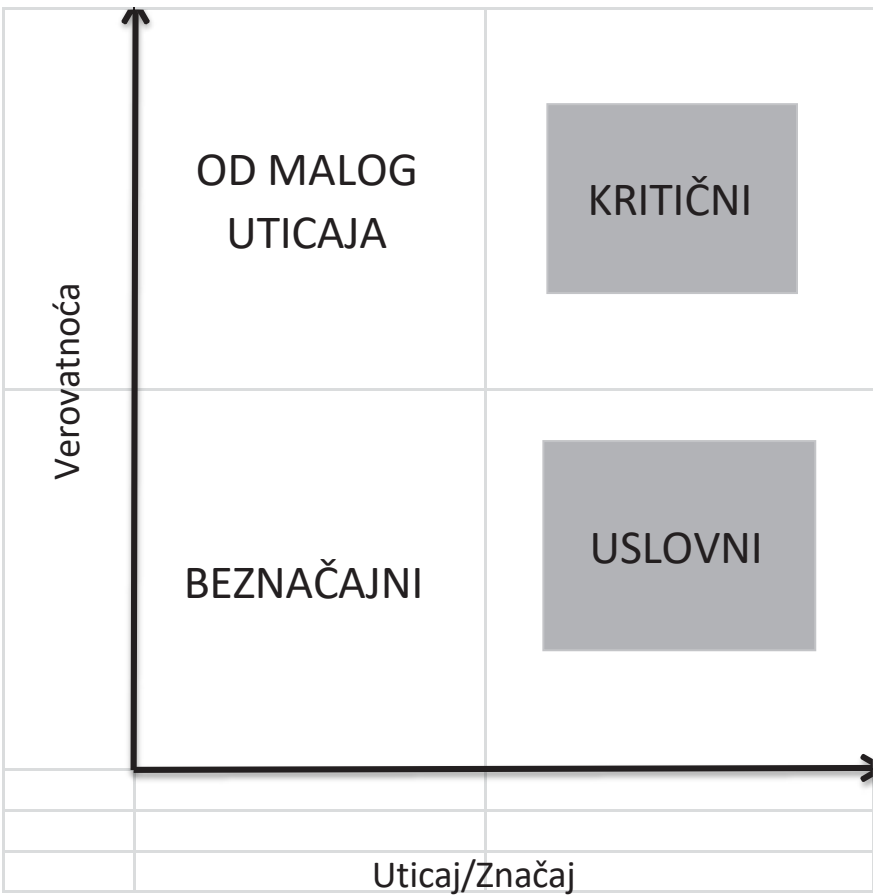 OD MALOG
UTICAJA
KRITIČNI
Verovatnoća
BEZNAČAJNI
USLOVNI
Uticaj/Značaj